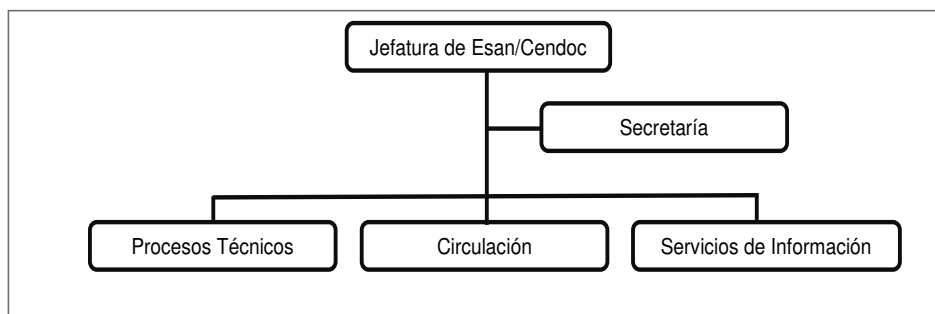 Jefatura de Esan/Cendoc
Secretaría
Procesos Técnicos
Circulación
Servicios de Información